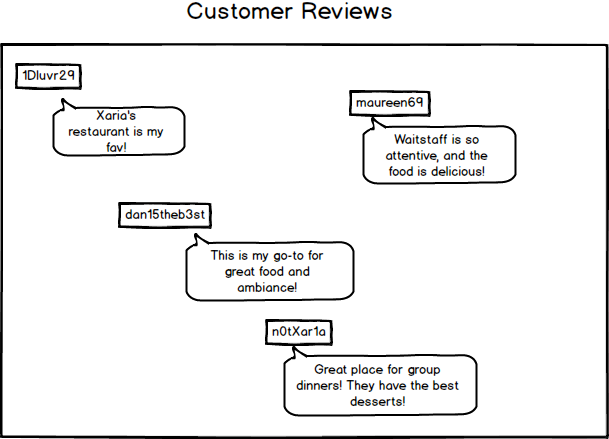 Customer Reviews
1Dluvr29
Xaria's
restaurant is my
fav!
maureen69
Waitstaff is so
attentive, and the
food is delicious!
dan15theb3st
This is my go-to for
great food and
ambiance!
n0tXar1a
Great place for group
dinners! They have the best
desserts!